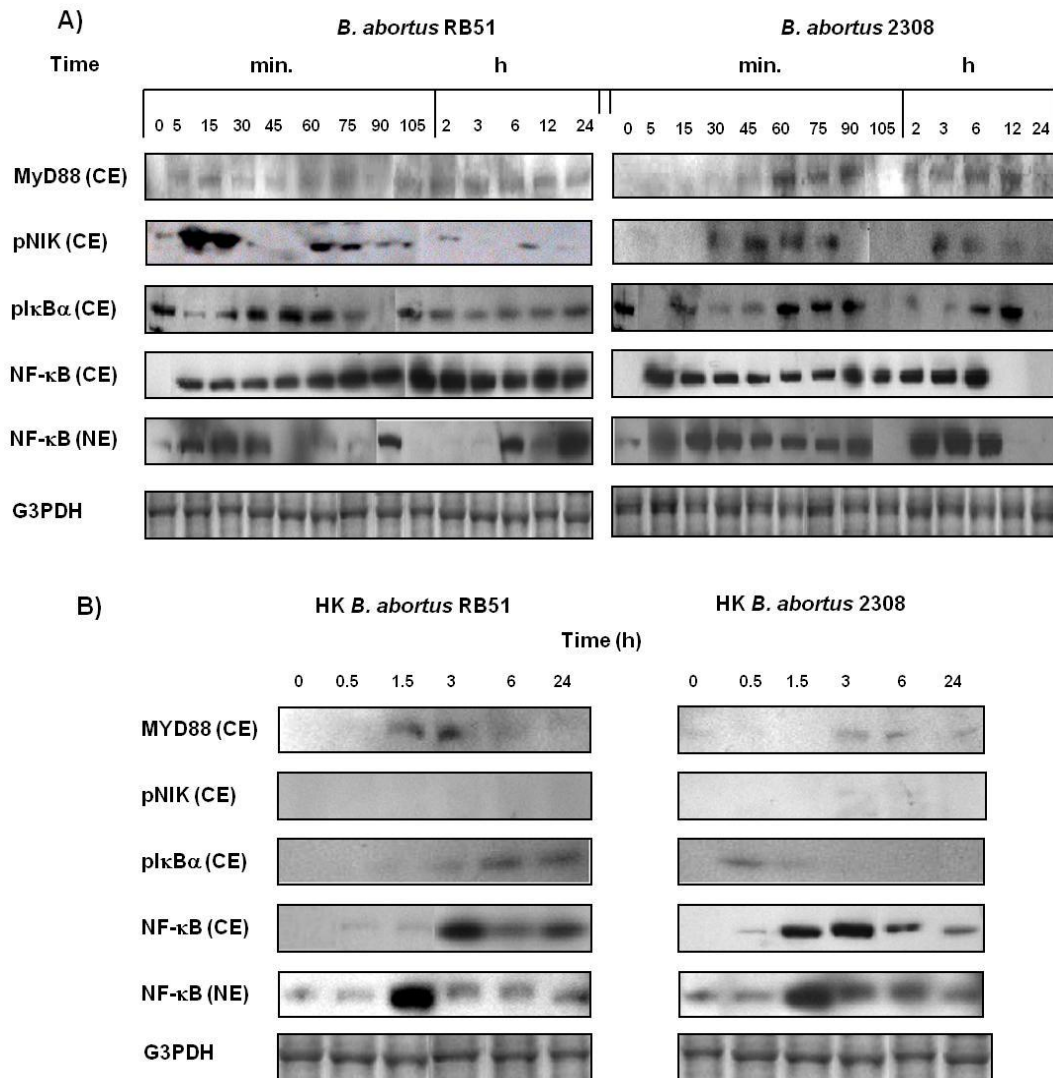 A)
B. abortus RB51 B. abortus 2308
Time min. h min. h
0 5 15 30 45 60 75 90 105 2 3 6 12 24 0 5 15 30 45 60 75 90 105 2 3 6 12 24
MyD88 (CE)
pNIK (CE)
pIκBα (CE)
NF-κB (CE)
NF-κB (NE)
G3PDH
B)
HK B. abortus RB51 HK B. abortus 2308
Time (h)
0 0.5 1.5 3 6 24 0 0.5 1.5 3 6 24
MYD88 (CE)
pNIK (CE)
pIκBα (CE)
NF-κB (CE)
NF-κB (NE)
G3PDH